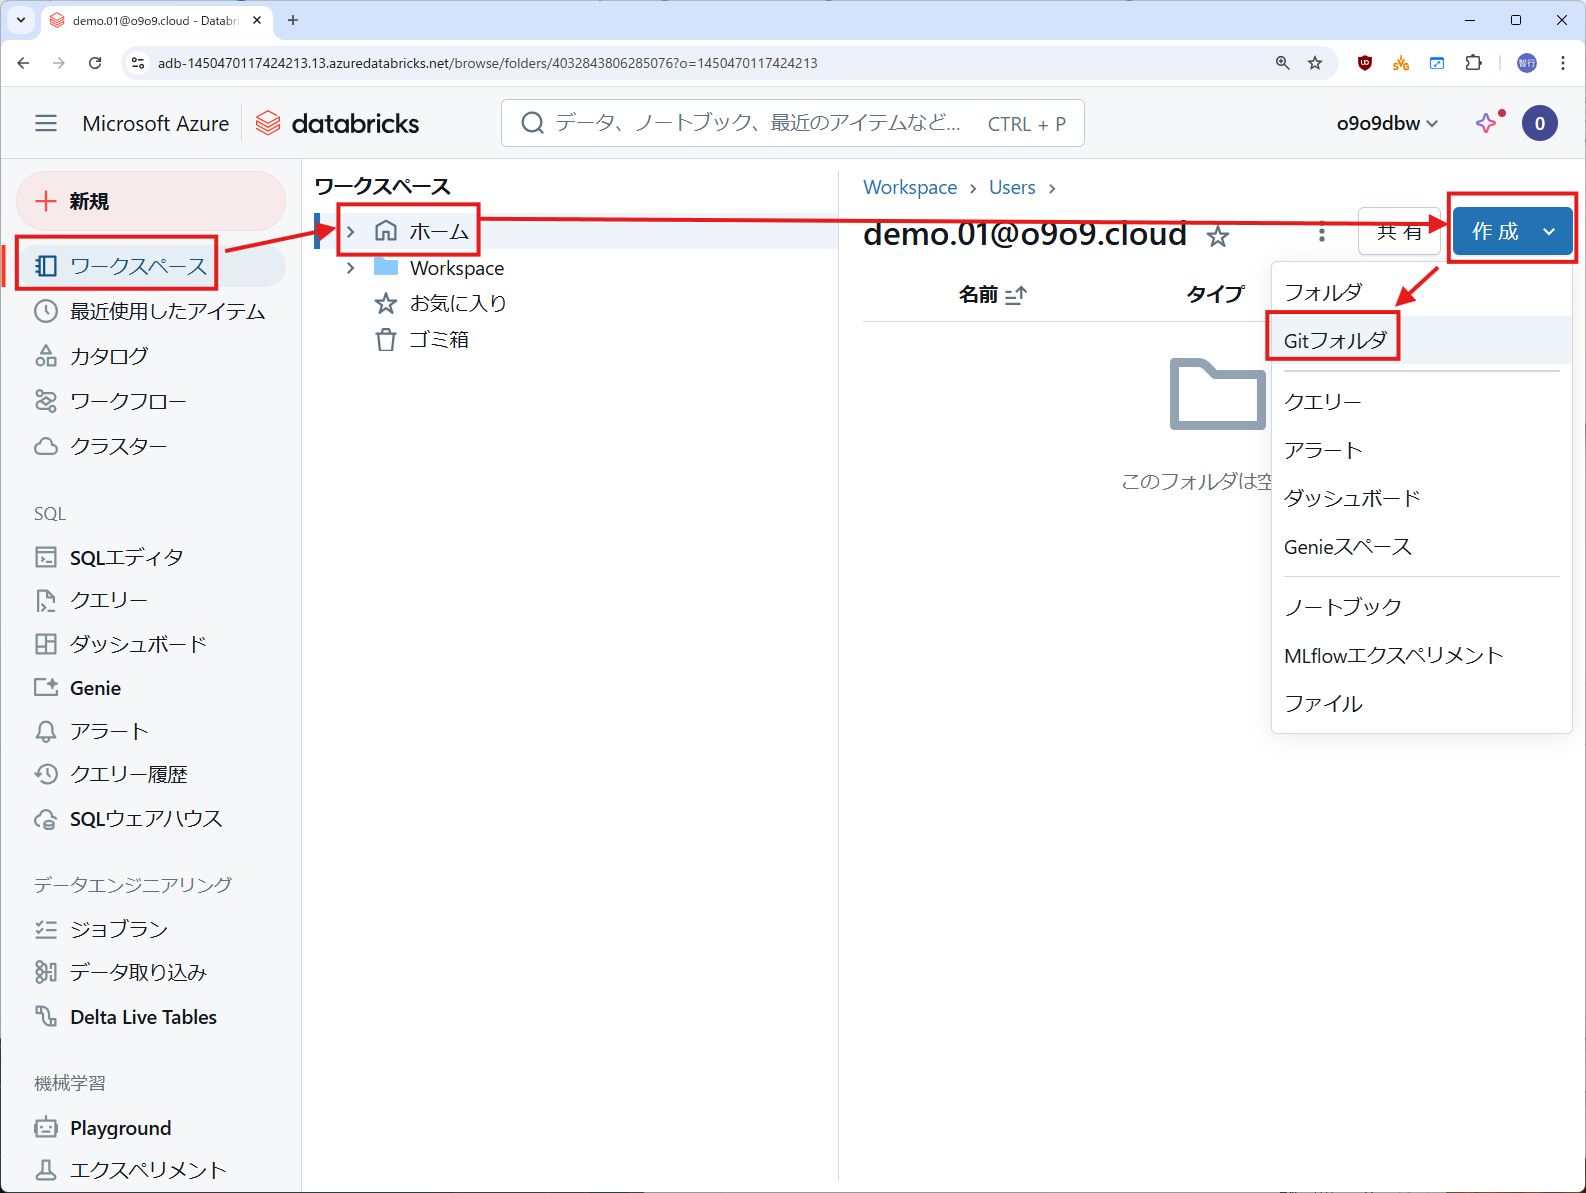 demo.01@o9o9.cloud - Databri
adb-1450470117424213.13.azuredatabricks.net/browse/folders/4032843806285076?o=1450470117424213
智行
Microsoft Azure
databricks
データ、ノートブック、最近のアイテムなど...
CTRL + P
o9o9dbw
0
新規
ワークスペース
最近使用したアイテム
カタログ
ワークフロー
クラスター
SQL
SQLエディタ
クエリー
ダッシュボード
Genie
アラート
クエリー履歴
SQLウェアハウス
データエンジニアリング
ジョブラン
データ取り込み
Delta Live Tables
機械学習
Playground
エクスペリメント
ワークスペース
ホーム
Workspace
お気に入り
ゴミ箱
Workspace › Users ›
demo.01@o9o9.cloud
共有
作成
名前
タイプ
このフォルダは空
フォルダ
Gitフォルダ
クエリー
アラート
ダッシュボード
Genieスペース
ノートブック
MLflowエクスペリメント
ファイル